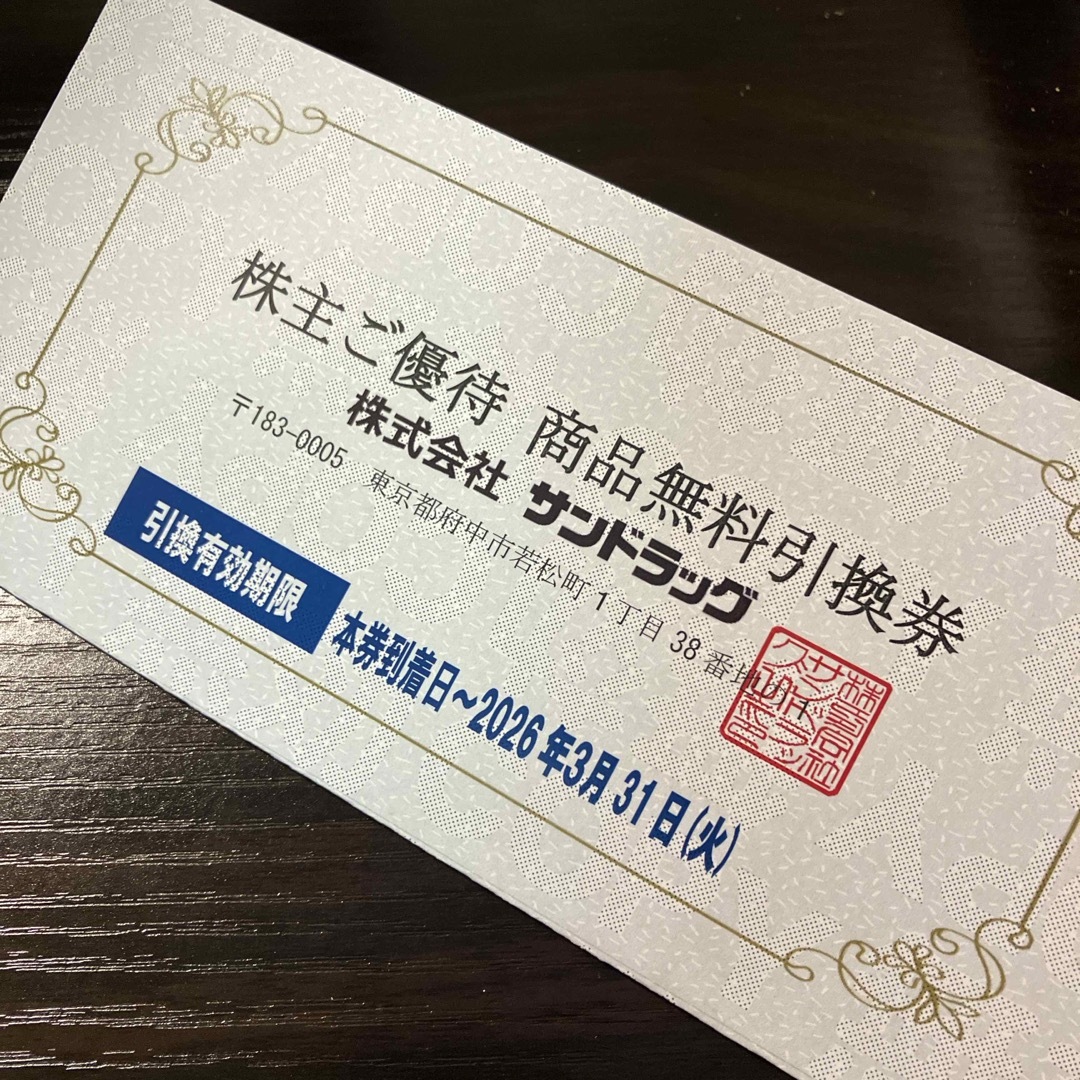 株主ご優待 商品無料引換券
株式会社 サンドラッグ
〒183-0005 東京都府中市若松町1丁目38番地の1
引換有効期限
本券到着日～2026年3月31日(火)